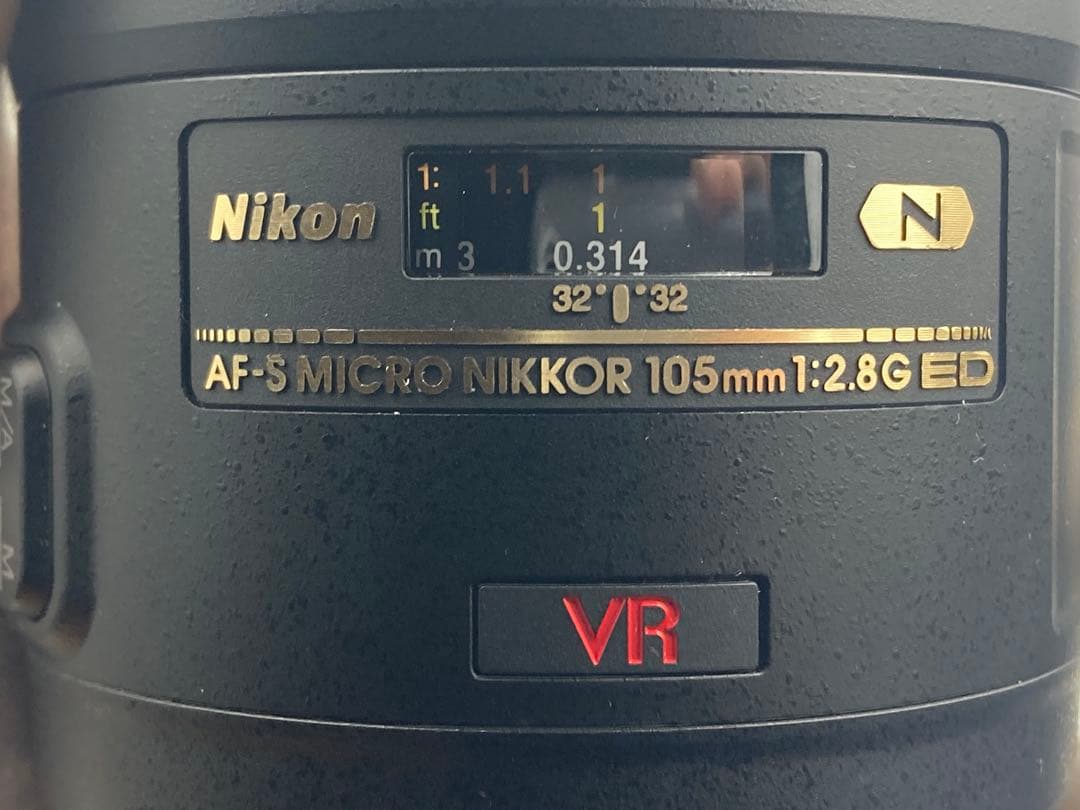 Nikon
1: 1.1 1
ft 1
m 3 0.314
N
32 32
AF-S MICRO NIKKOR 105mm 1:2.8G ED
M/A
M
VR